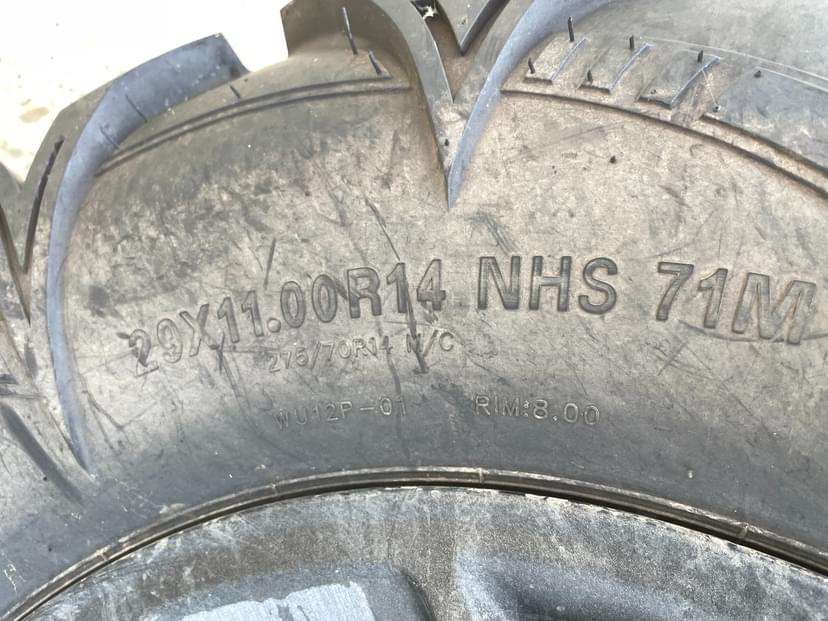 29X11.00R14 NHS 71M
275/70R14 M/C
WU12P-01 RIM:8.00